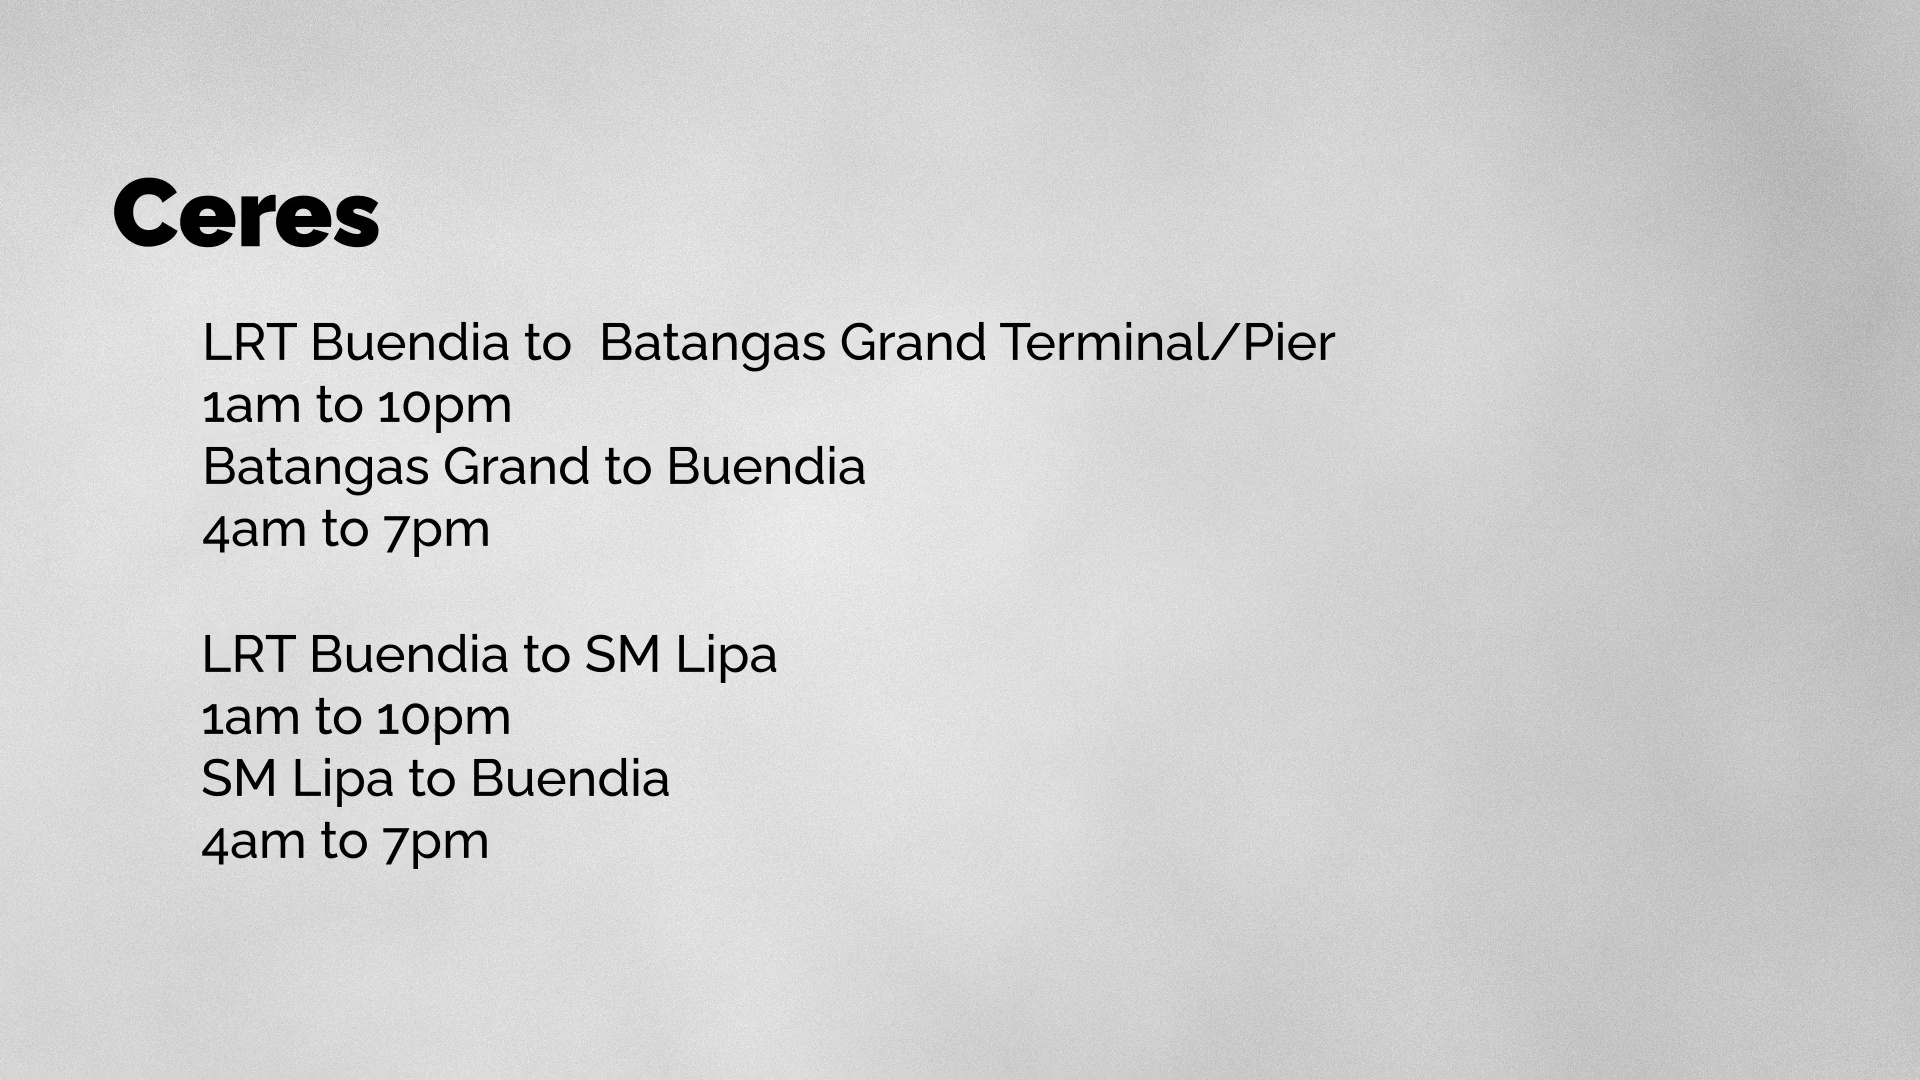 Ceres
LRT Buendia to  Batangas Grand Terminal/Pier
1am to 10pm
Batangas Grand to Buendia
4am to 7pm
LRT Buendia to SM Lipa
1am to 10pm
SM Lipa to Buendia
4am to 7pm